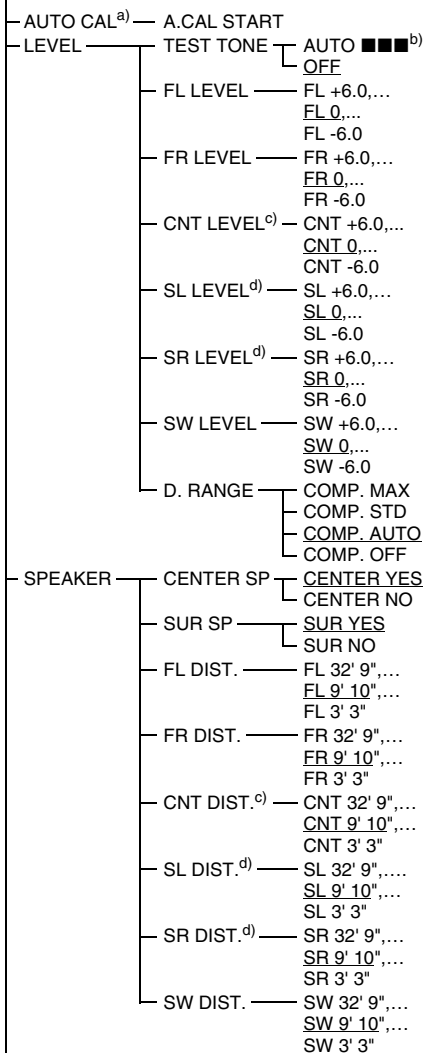 AUTO CAL a) A.CAL START
LEVEL TEST TONE AUTO ■■■ b)
OFF
FL LEVEL FL +6.0,…
FL 0,...
FL -6.0
FR LEVEL FR +6.0,…
FR 0,...
FR -6.0
CNT LEVEL c) CNT +6.0,...
CNT 0,...
CNT -6.0
SL LEVEL d) SL +6.0,…
SL 0,...
SL -6.0
SR LEVEL d) SR +6.0,…
SR 0,...
SR -6.0
SW LEVEL SW +6.0,…
SW 0,...
SW -6.0
D. RANGE COMP. MAX
COMP. STD
COMP. AUTO
COMP. OFF
SPEAKER CENTER SP CENTER YES
CENTER NO
SUR SP SUR YES
SUR NO
FL DIST. FL 32' 9",…
FL 9' 10",…
FL 3' 3"
FR DIST. FR 32' 9",…
FR 9' 10",…
FR 3' 3"
CNT DIST. c) CNT 32' 9",…
CNT 9' 10",…
CNT 3' 3"
SL DIST. d) SL 32' 9",….
SL 9' 10",…
SL 3' 3"
SR DIST. d) SR 32' 9",…
SR 9' 10",…
SR 3' 3"
SW DIST. SW 32' 9",…
SW 9' 10",…
SW 3' 3"